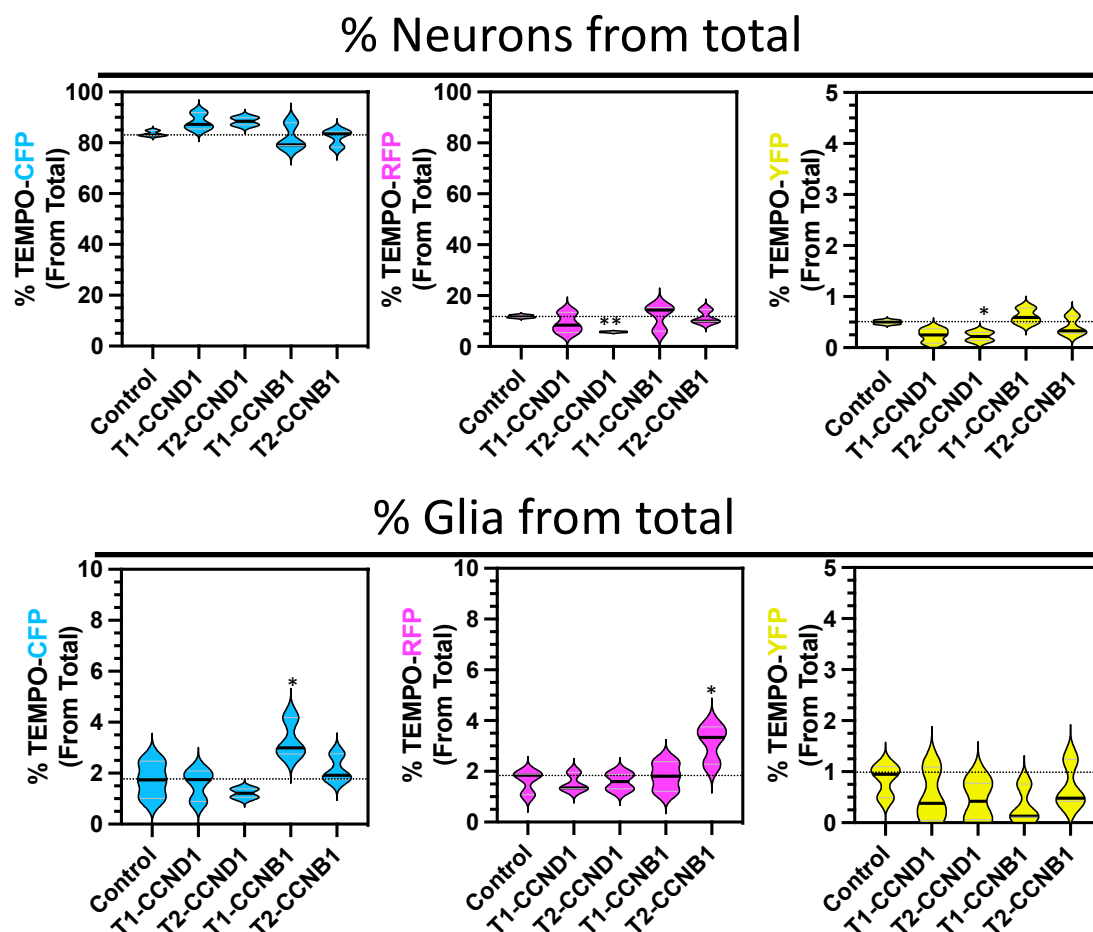 % Neurons from total
% TEMPO-CFP
(From Total)
100
80
60
40
20
0
Control
T1-CCND1
T2-CCND1
T1-CCNB1
T2-CCNB1
% TEMPO-RFP
(From Total)
100
80
60
40
20
0
**
Control
T1-CCND1
T2-CCND1
T1-CCNB1
T2-CCNB1
% TEMPO-YFP
(From Total)
5
4
3
2
1
0
*
Control
T1-CCND1
T2-CCND1
T1-CCNB1
T2-CCNB1
% Glia from total
% TEMPO-CFP
(From Total)
10
8
6
4
2
0
*
Control
T1-CCND1
T2-CCND1
T1-CCNB1
T2-CCNB1
% TEMPO-RFP
(From Total)
10
8
6
4
2
0
*
Control
T1-CCND1
T2-CCND1
T1-CCNB1
T2-CCNB1
% TEMPO-YFP
(From Total)
5
4
3
2
1
0
Control
T1-CCND1
T2-CCND1
T1-CCNB1
T2-CCNB1